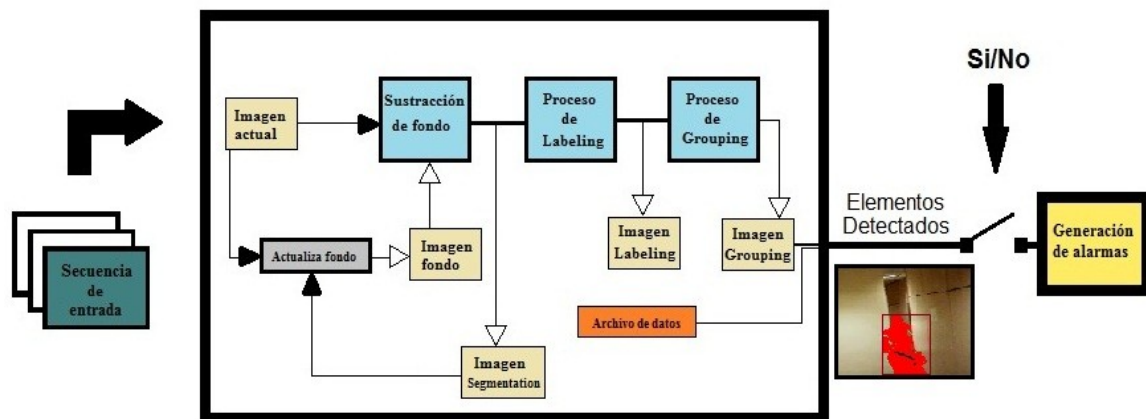 Si/No
Imagen
actual
Sustracción
de fondo
Proceso
de
Labeling
Proceso
de
Grouping
Secuencia
de
entrada
Actualiza fondo
Imagen
fondo
Imagen
Labeling
Imagen
Grouping
Elementos
Detectados
Generación
de alarmas
Archivo de datos
Imagen
Segmentation